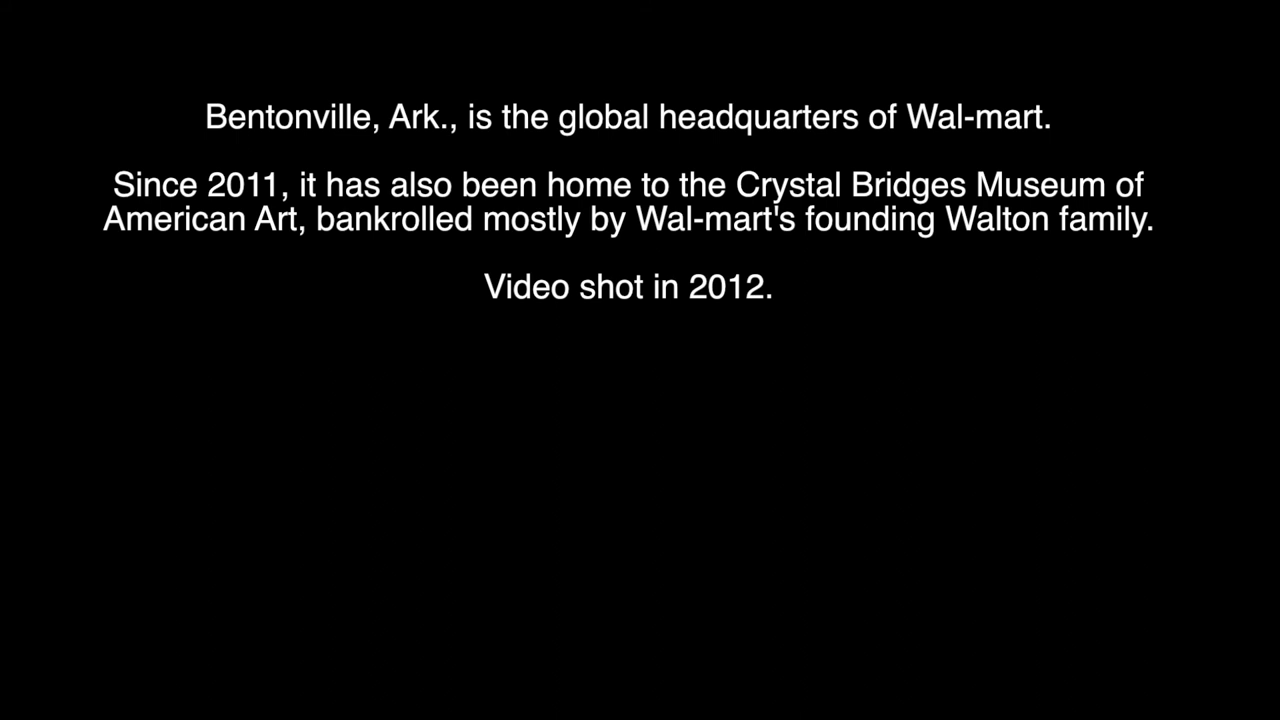 Bentonville, Ark., is the global headquarters of Wal-mart.
Since 2011, it has also been home to the Crystal Bridges Museum of
American Art, bankrolled mostly by Wal-mart's founding Walton family.
Video shot in 2012.